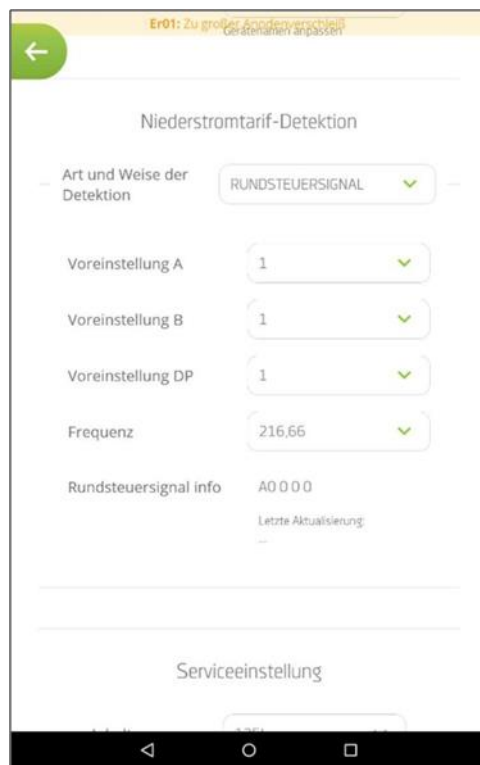 Er01: Zu großer Anodenverschleiß
Gerätenamen anpassen
Niederstromtarif-Detektion
Art und Weise der
Detektion
RUNDSTEUERSIGNAL
Voreinstellung A
1
Voreinstellung B
1
Voreinstellung DP
1
Frequenz
216,66
Rundsteuersignal info
A0 0 0 0
Letzte Aktualisierung:
--
Serviceeinstellung